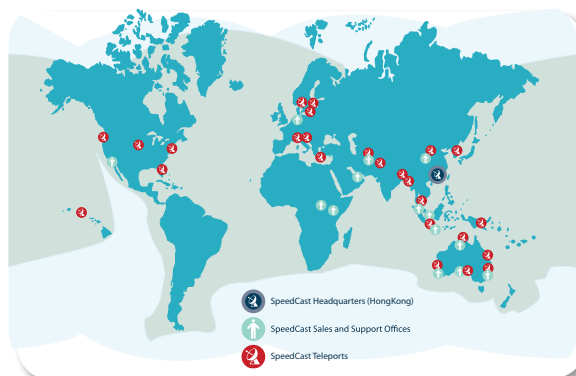 SpeedCast Headquarters (HongKong)
SpeedCast Sales and Support Offices
SpeedCast Teleports